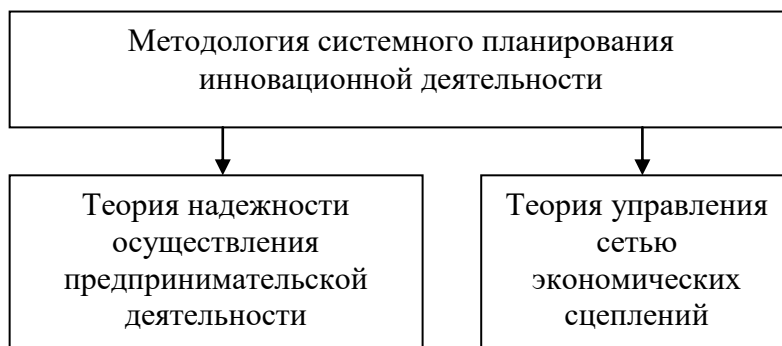 Методология системного планирования
инновационной деятельности
Теория надежности
осуществления
предпринимательской
деятельности
Теория управления
сетью
экономических
сцеплений